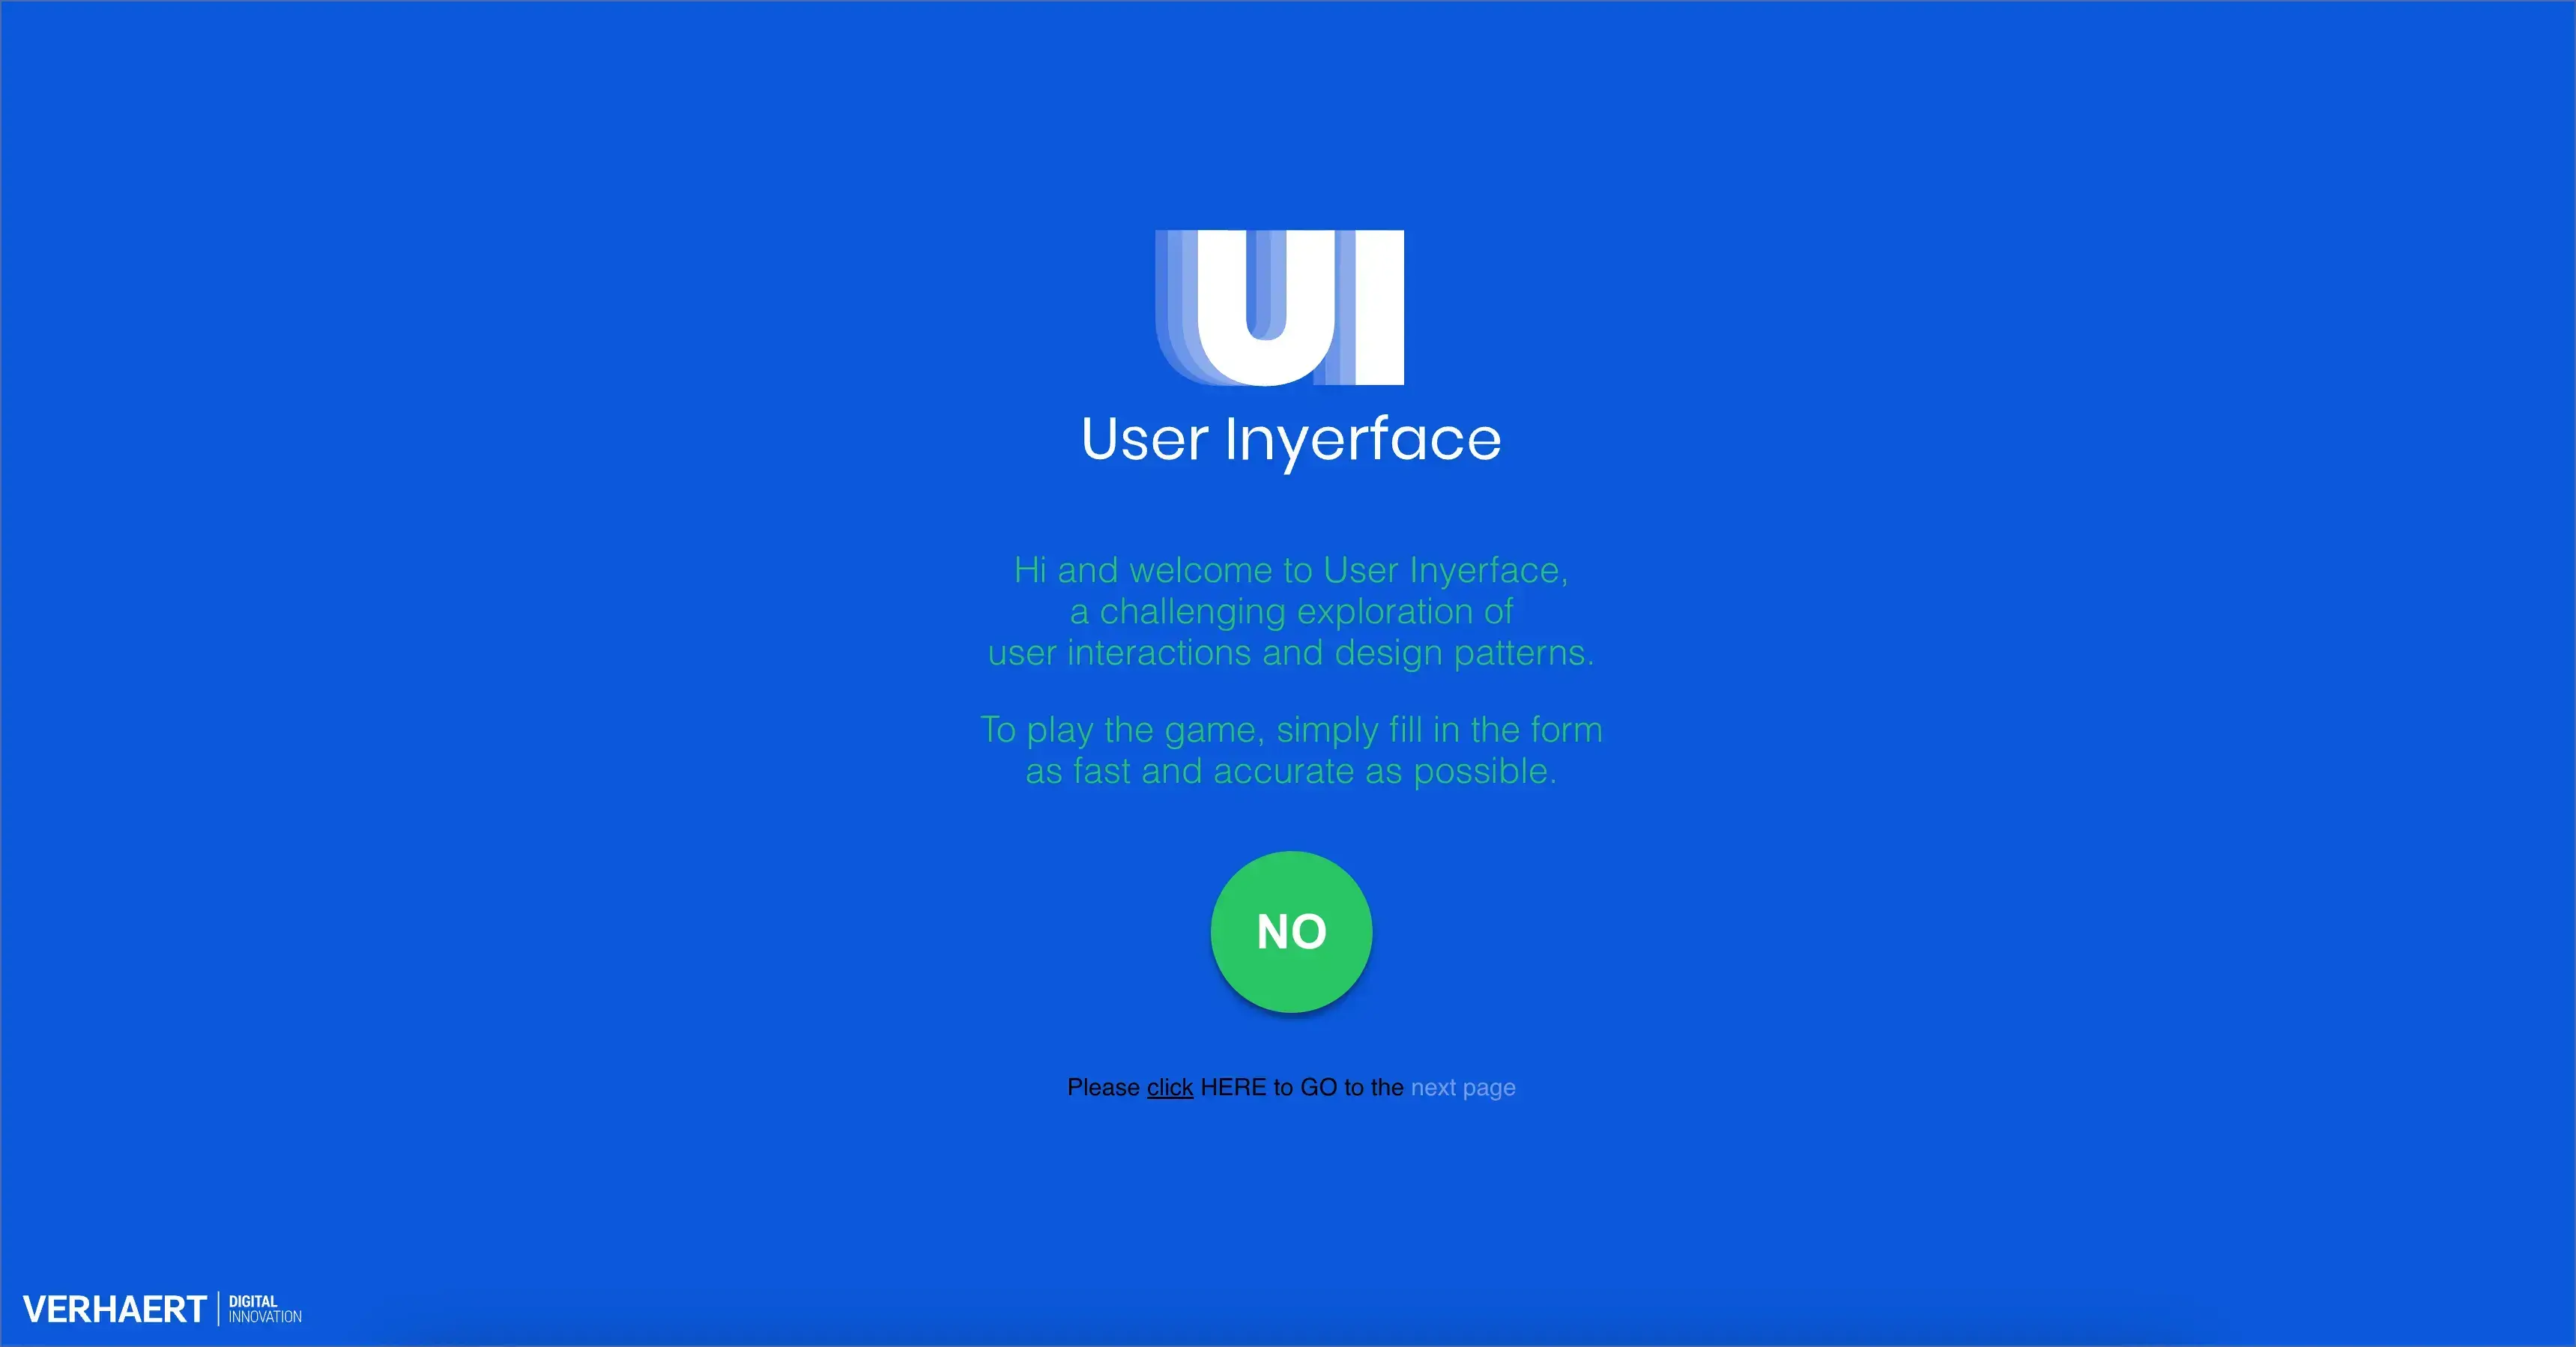 UI
User Inyerface
Hi and welcome to User Inyerface,
a challenging exploration of
user interactions and design patterns.
To play the game, simply fill in the form
as fast and accurate as possible.
NO
Please click HERE to GO to the next page
VERHAERT
DIGITAL
INNOVATION